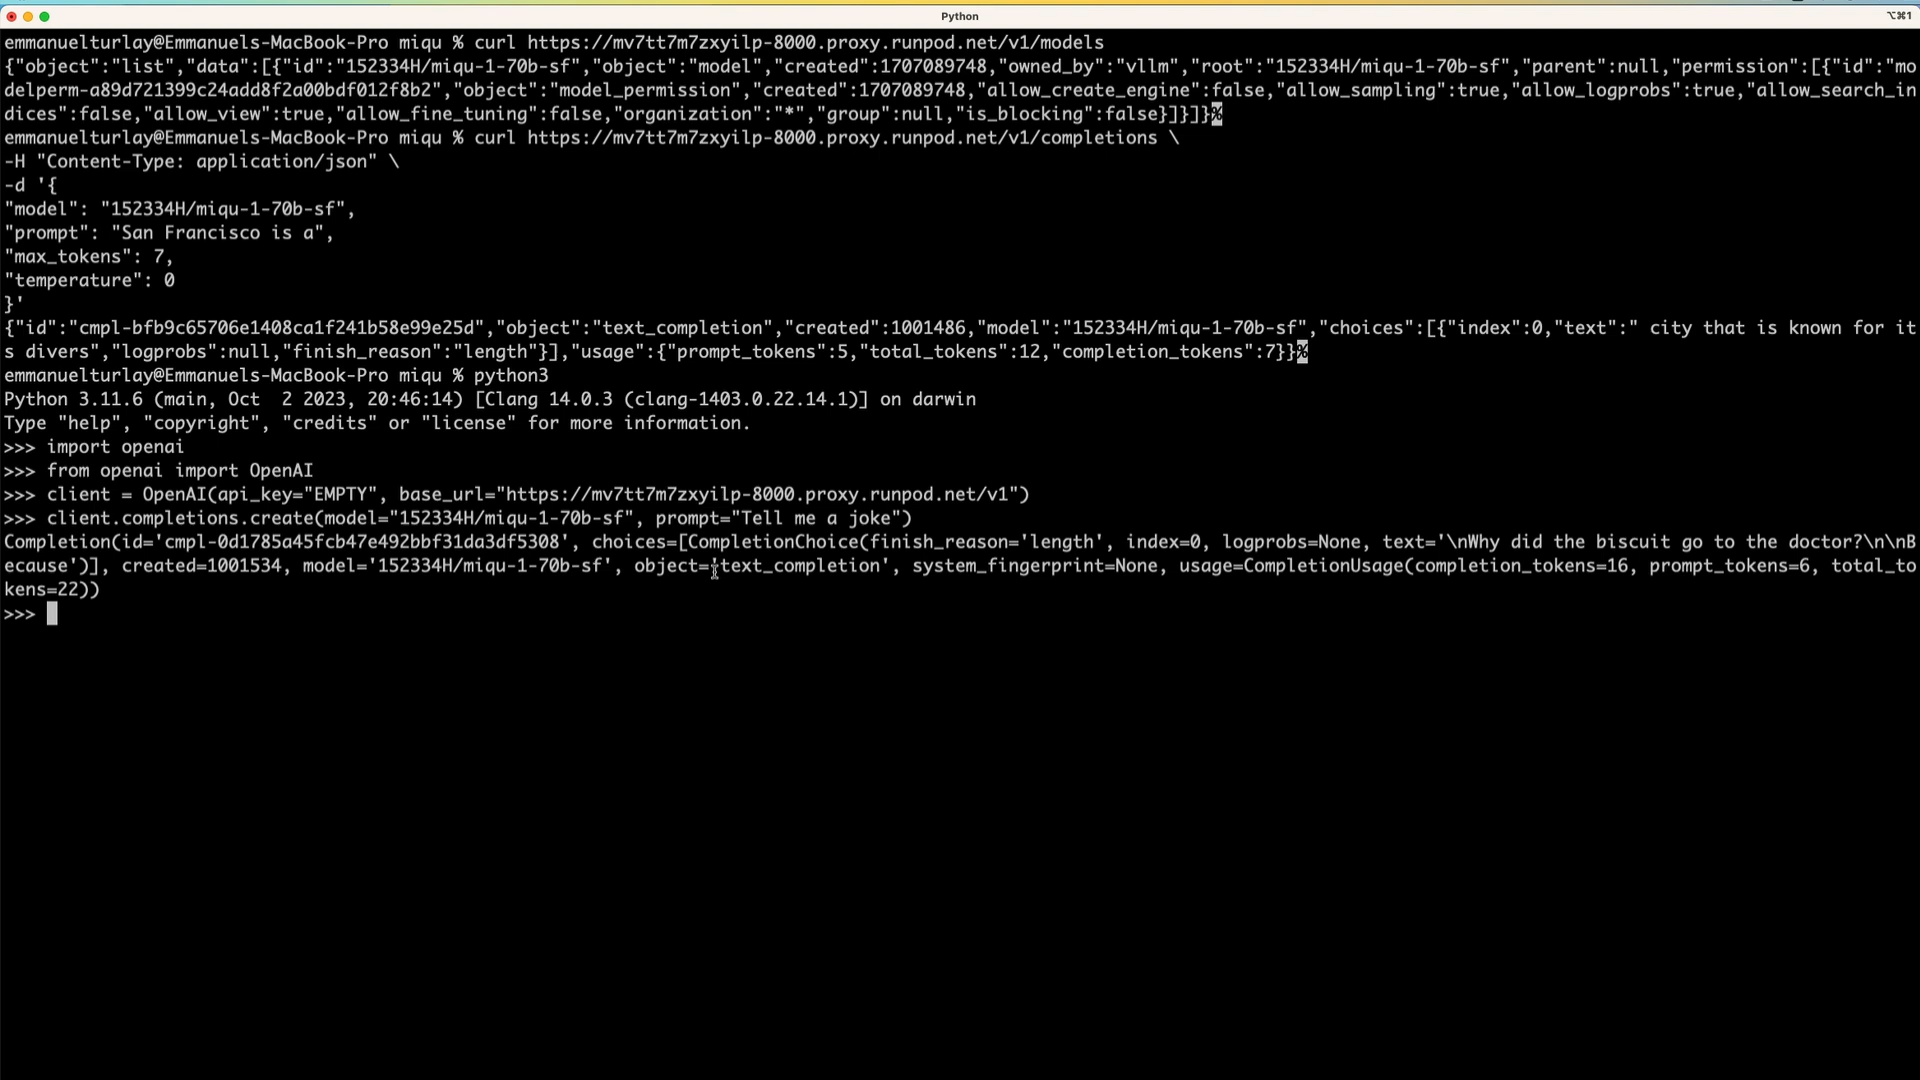 Python
⌥⌘1
emmanuelturlay@Emmanuels-MacBook-Pro miqu % curl https://mv7tt7m7zxyilp-8000.proxy.runpod.net/v1/models
{"object":"list","data":[{"id":"152334H/miqu-1-70b-sf","object":"model","created":1707089748,"owned_by":"vllm","root":"152334H/miqu-1-70b-sf","parent":null,"permission":[{"id":"mo
delperm-a89d721399c24add8f2a00bdf012f8b2","object":"model_permission","created":1707089748,"allow_create_engine":false,"allow_sampling":true,"allow_logprobs":true,"allow_search_in
dices":false,"allow_view":true,"allow_fine_tuning":false,"organization":"*","group":null,"is_blocking":false}]}]}%
emmanuelturlay@Emmanuels-MacBook-Pro miqu % curl https://mv7tt7m7zxyilp-8000.proxy.runpod.net/v1/completions \
-H "Content-Type: application/json" \
-d '{
"model": "152334H/miqu-1-70b-sf",
"prompt": "San Francisco is a",
"max_tokens": 7,
"temperature": 0
}'
{"id":"cmpl-bfb9c65706e1408ca1f241b58e99e25d","object":"text_completion","created":1001486,"model":"152334H/miqu-1-70b-sf","choices":[{"index":0,"text":" city that is known for it
s divers","logprobs":null,"finish_reason":"length"}],"usage":{"prompt_tokens":5,"total_tokens":12,"completion_tokens":7}}%
emmanuelturlay@Emmanuels-MacBook-Pro miqu % python3
Python 3.11.6 (main, Oct  2 2023, 20:46:14) [Clang 14.0.3 (clang-1403.0.22.14.1)] on darwin
Type "help", "copyright", "credits" or "license" for more information.
>>> import openai
>>> from openai import OpenAI
>>> client = OpenAI(api_key="EMPTY", base_url="https://mv7tt7m7zxyilp-8000.proxy.runpod.net/v1")
>>> client.completions.create(model="152334H/miqu-1-70b-sf", prompt="Tell me a joke")
Completion(id='cmpl-0d1785a45fcb47e492bbf31da3df5308', choices=[CompletionChoice(finish_reason='length', index=0, logprobs=None, text='\nWhy did the biscuit go to the doctor?\n\nB
ecause')], created=1001534, model='152334H/miqu-1-70b-sf', object='text_completion', system_fingerprint=None, usage=CompletionUsage(completion_tokens=16, prompt_tokens=6, total_to
kens=22))
>>>